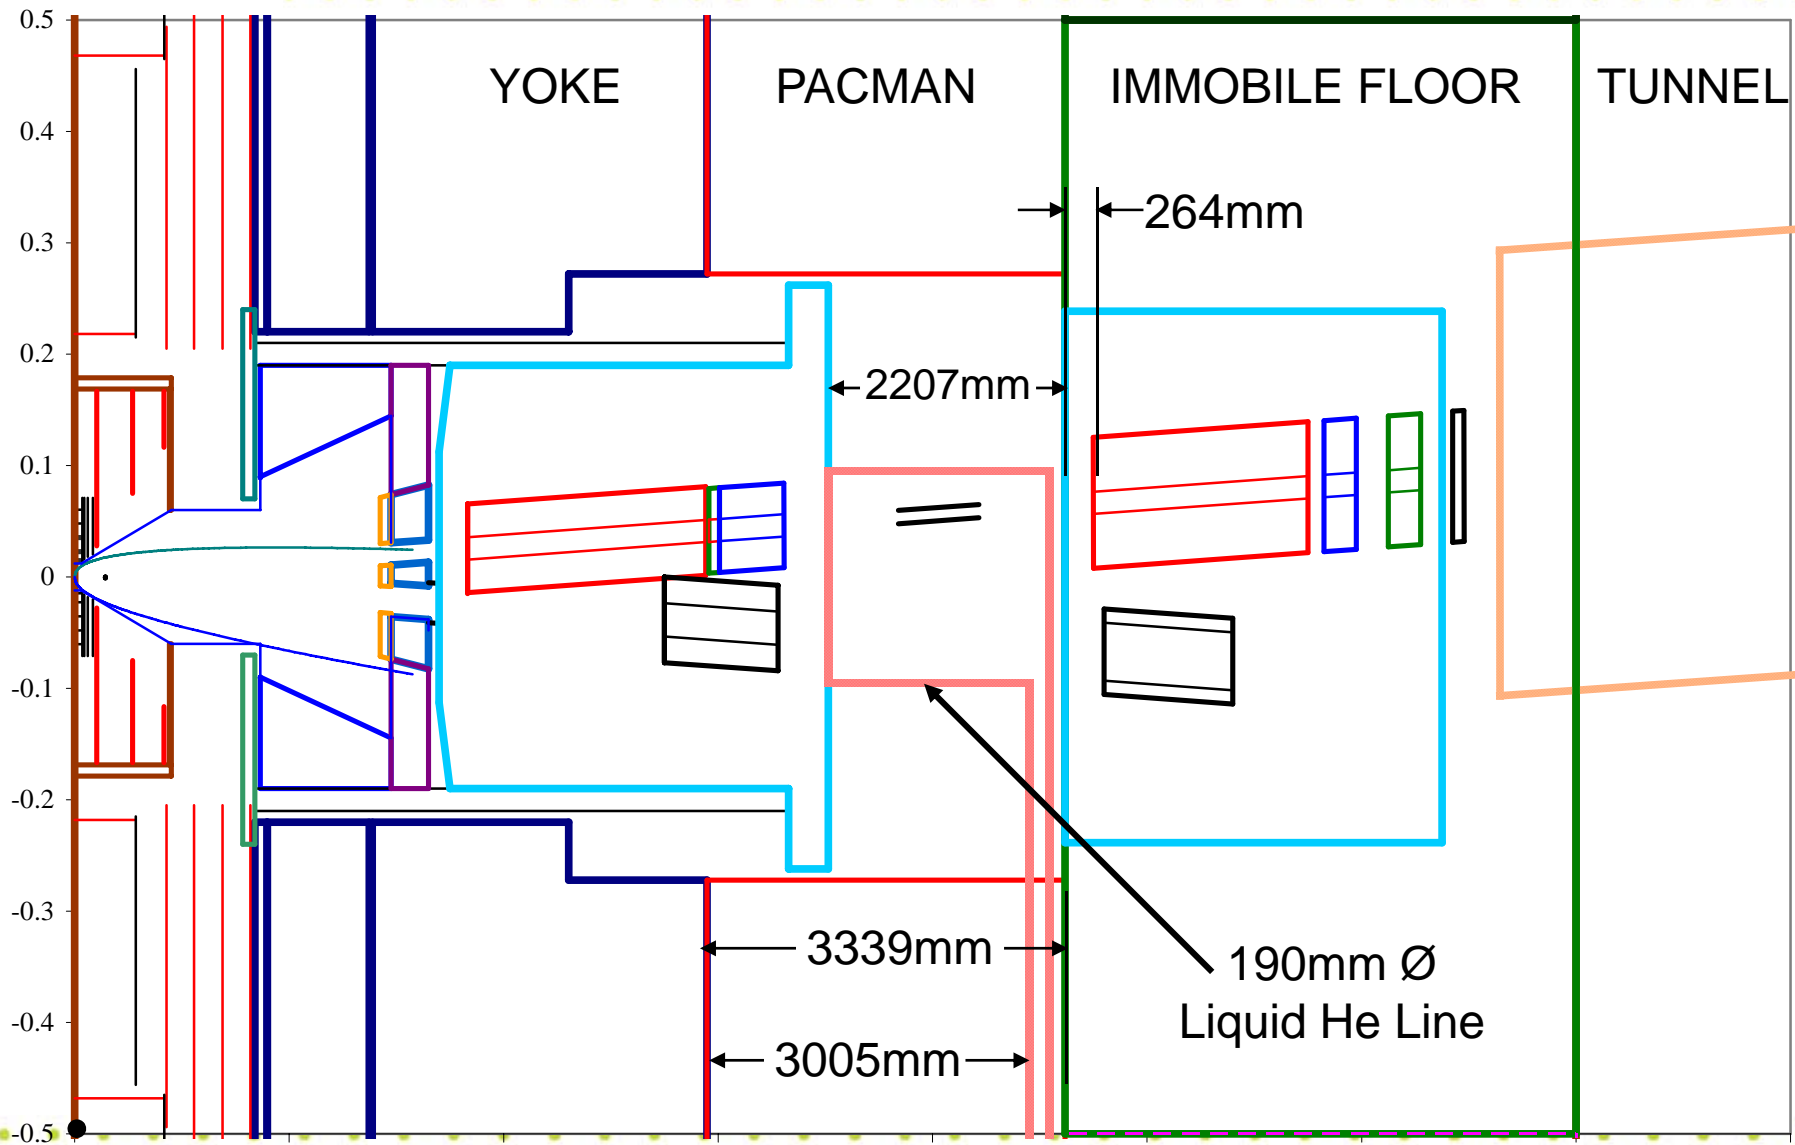 0.5
YOKE PACMAN IMMOBILE FLOOR TUNNEL
0.4
0.3
264mm
0.2
2207mm
0.1
0
-0.1
-0.2
-0.3
3339mm
190mm Ø
Liquid He Line
-0.4
3005mm
-0.5